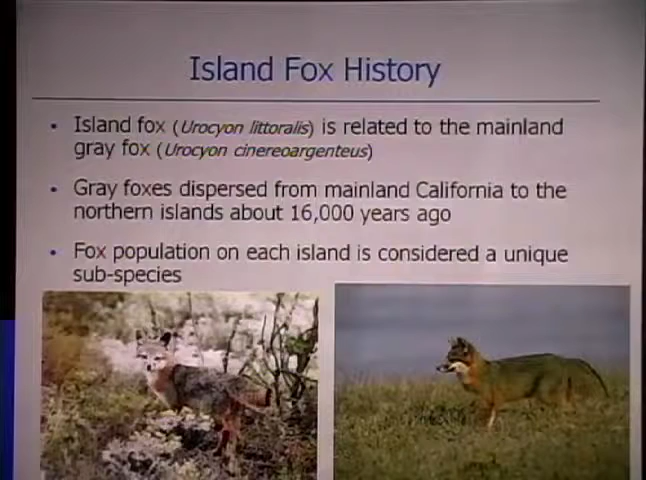 Island Fox History
• Island fox (Urocyon littoralis) is related to the mainland
gray fox (Urocyon cinereoargenteus)
• Gray foxes dispersed from mainland California to the
northern islands about 16,000 years ago
• Fox population on each island is considered a unique
sub-species